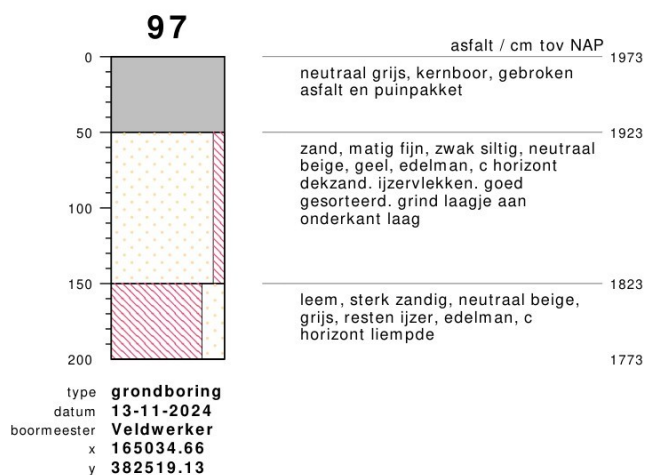 97
asfalt / cm tov NAP
0
1973
neutraal grijs, kernboor, gebroken
asfalt en puinpakket
50
1923
zand, matig fijn, zwak siltig, neutraal
beige, geel, edelman, c horizont
dekzand. ijzervlekken. goed
gesorteerd. grind laagje aan
onderkant laag
100
150
1823
leem, sterk zandig, neutraal beige,
grijs, resten ijzer, edelman, c
horizont liempde
200
1773
type grondboring
datum 13-11-2024
boormeester Veldwerker
x 165034.66
y 382519.13